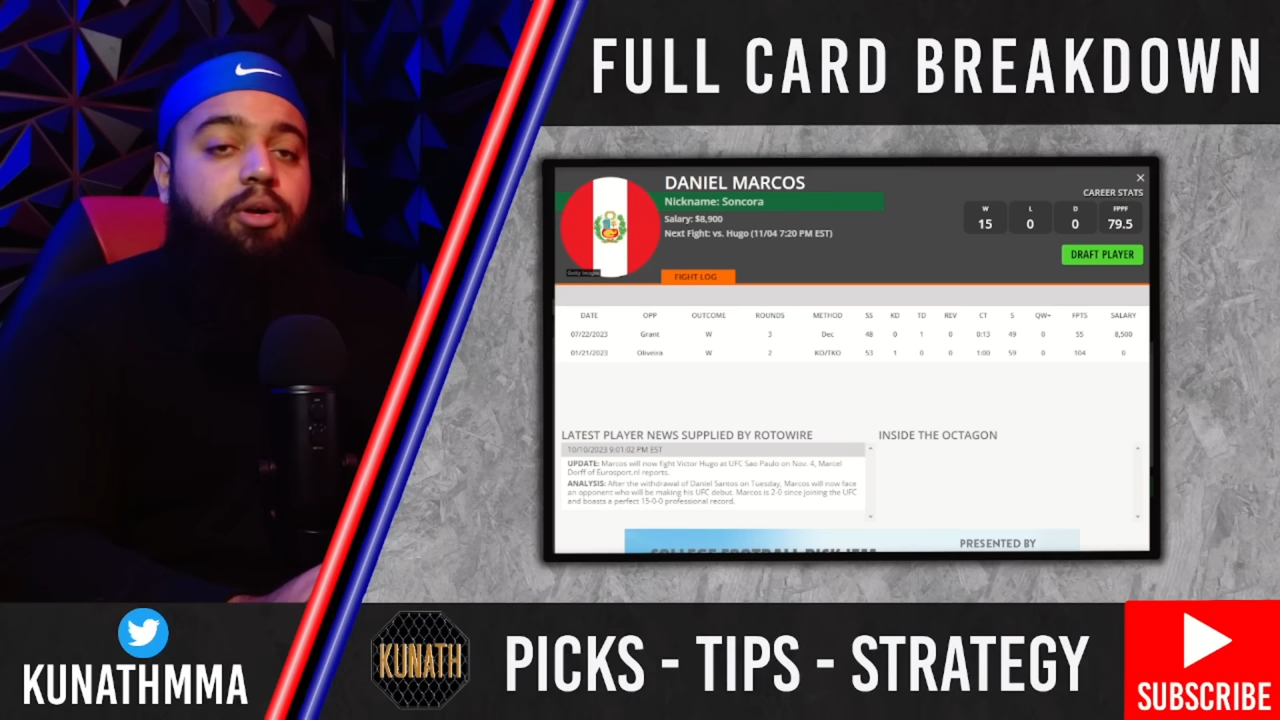 FULL CARD BREAKDOWN
DANIEL MARCOS
Nickname: Soncora
Salary: $8,900
Next Fight: vs. Hugo (11/04 7:20 PM EST)
CAREER STATS
W L D FPPF
15 0 0 79.5
DRAFT PLAYER
Getty Images
FIGHT LOG
DATE OPP OUTCOME ROUNDS METHOD SS KD TD REV CT S QW+ FPTS SALARY
07/22/2023 Grant W 3 Dec 48 0 1 0 0:13 49 0 55 8,500
01/21/2023 Oliveira W 2 KO/TKO 53 1 0 0 1:00 59 0 104 0
LATEST PLAYER NEWS SUPPLIED BY ROTOWIRE
10/10/2023 9:01:02 PM EST
UPDATE: Marcos will now fight Victor Hugo at UFC Sao Paulo on Nov. 4, Marcel
Dorff of Eurosport.nl reports.
ANALYSIS: After the withdrawal of Daniel Santos on Tuesday, Marcos will now face
an opponent who will be making his UFC debut. Marcos is 2-0 since joining the UFC
and boasts a perfect 15-0-0 professional record.
INSIDE THE OCTAGON
PRESENTED BY
KUNATHMMA
KUNATH
PICKS - TIPS - STRATEGY
SUBSCRIBE